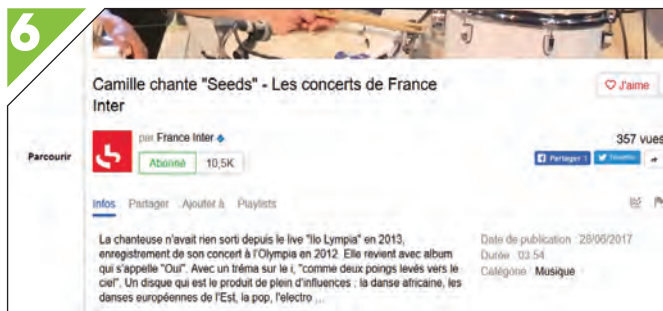 6
Camille chante "Seeds" - Les concerts de France
Inter
J'aime
Parcourir
par France Inter
357 vues
Abonné 10,5K
Partager
Infos Partager Ajouter à Playlists
La chanteuse n'avait rien sorti depuis le live "Ilo Lympia" en 2013,
enregistrement de son concert à l'Olympia en 2012. Elle revient avec album
qui s'appelle "Ouï". Avec un tréma sur le i, "comme deux poings levés vers le
ciel". Un disque qui est le produit de plein d'influences : la danse africaine, les
danses européennes de l'Est, la pop, l'electro ...
Date de publication : 28/06/2017
Durée : 03:54
Catégorie : Musique